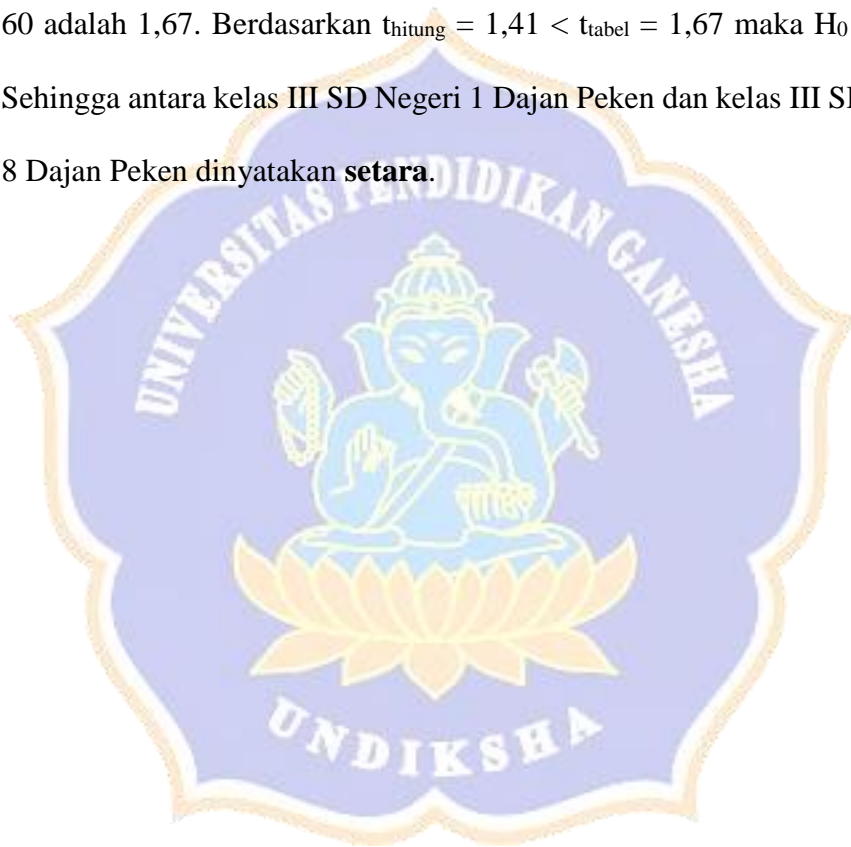 60 adalah 1,67. Berdasarkan thitung = 1,41 < ttabel = 1,67 maka H0
Sehingga antara kelas III SD Negeri 1 Dajan Peken dan kelas III
8 Dajan Peken dinyatakan setara.
UNIVERSITAS PENDIDIKAN GANESHA
UNDIKSHA